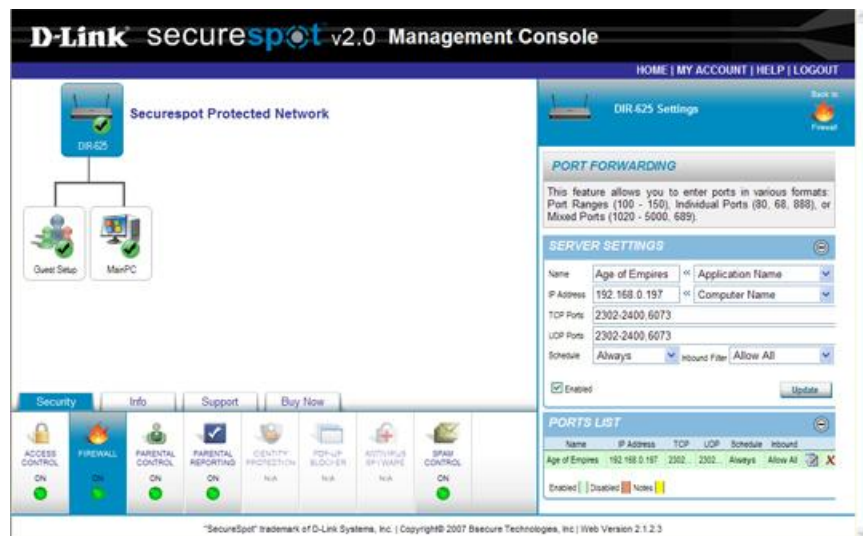 D-Link securespot v2.0 Management Console
HOME | MY ACCOUNT | HELP | LOGOUT
DIR-625
Securespot Protected Network
Guest Setup
MainPC
DIR-625 Settings
Back to
Firewall
PORT FORWARDING
This feature allows you to enter ports in various formats:
Port Ranges (100 - 150), Individual Ports (80, 68, 888), or
Mixed Ports (1020 - 5000, 689).
SERVER SETTINGS
Name Age of Empires << Application Name
IP Address 192.168.0.197 << Computer Name
TCP Ports 2302-2400,6073
UDP Ports 2302-2400,6073
Schedule Always Inbound Filter Allow All
Enabled Update
PORTS LIST
Name IP Address TCP UDP Schedule Inbound
Age of Empires 192.168.0.197 2302... 2302... Always Allow All X
Enabled [ ] Disabled Notes
Security Info Support Buy Now
ACCESS CONTROL ON
FIREWALL ON
PARENTAL CONTROL ON
PARENTAL REPORTING ON
IDENTITY PROTECTION N/A
POP-UP BLOCKER N/A
ANTIVIRUS SPYWARE N/A
SPAM CONTROL ON
"SecureSpot" trademark of D-Link Systems, Inc. | Copyright© 2007 Bsecure Technologies, Inc | Web Version 2.1.2.3